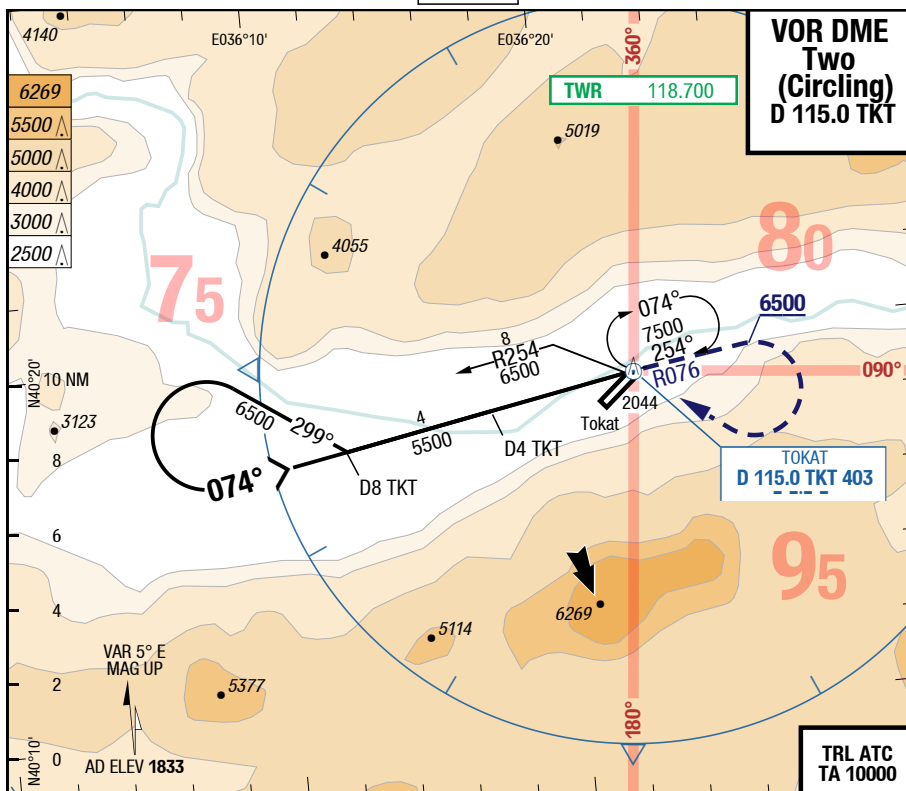 4140
E036°10'
E036°20'
360°
VOR DME
Two
(Circling)
D 115.0 TKT
TWR 118.700
6269
5500
5000
4000
3000
2500
5019
4055
75
80
8
R254
6500
074°
7500
254°
R076
6500
090°
N40°20'
10 NM
3123
6500
299°
4
5500
074°
D8 TKT
D4 TKT
Tokat
2044
TOKAT
D 115.0 TKT 403
8
6
4
2
0
95
6269
5114
5377
VAR 5° E
MAG UP
AD ELEV 1833
N40°10'
180°
TRL ATC
TA 10000